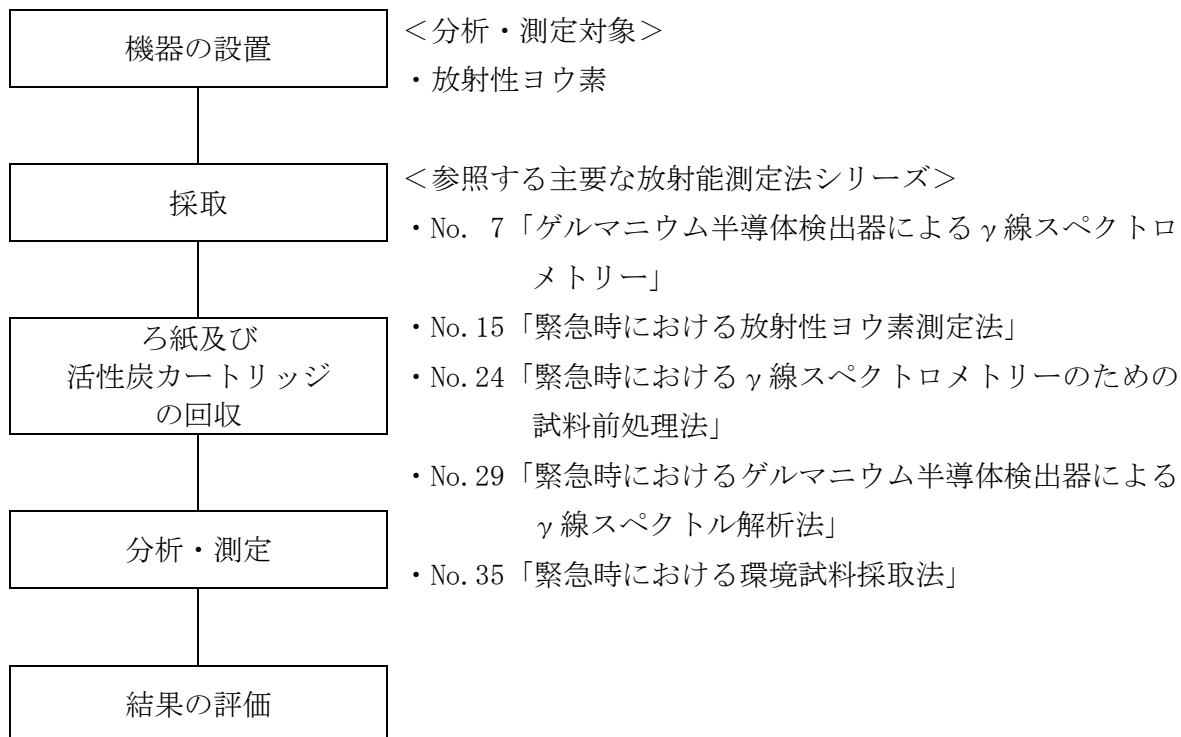 機器の設置
採取
ろ紙及び
活性炭カートリッジ
の回収
分析・測定
結果の評価
＜分析・測定対象＞
・放射性ヨウ素
＜参照する主要な放射能測定法シリーズ＞
・No. 7「ゲルマニウム半導体検出器によるγ線スペクトロ
メトリー」
・No.15「緊急時における放射性ヨウ素測定法」
・No.24「緊急時におけるγ線スペクトロメトリーのための
試料前処理法」
・No.29「緊急時におけるゲルマニウム半導体検出器による
γ線スペクトル解析法」
・No.35「緊急時における環境試料採取法」